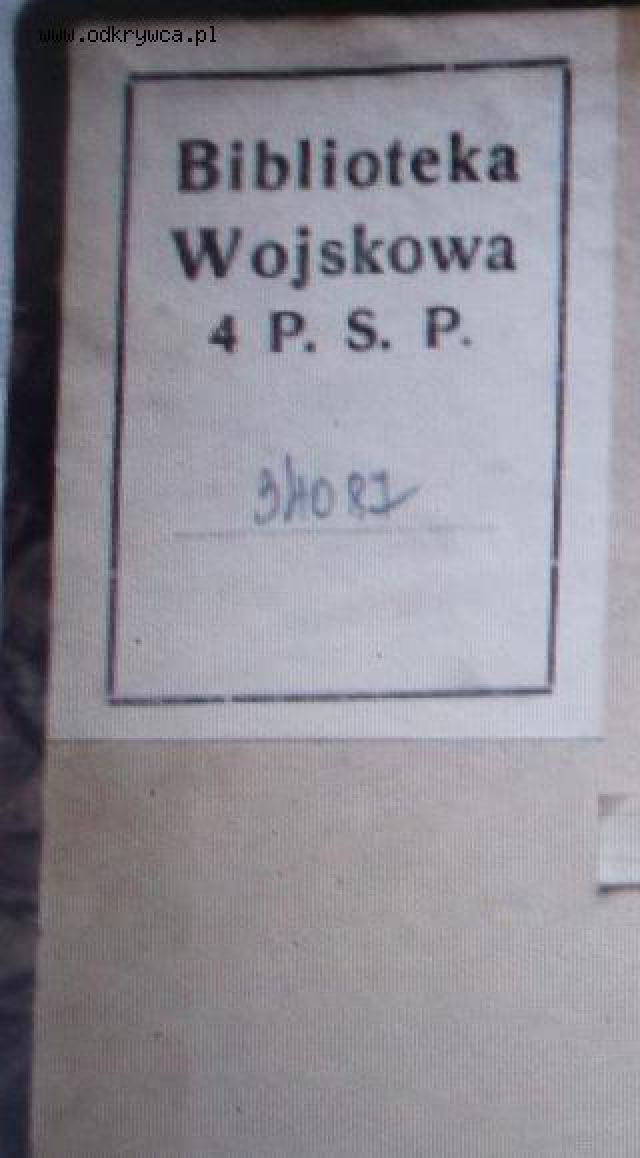 www.odkrywca.pl
Biblioteka
Wojskowa
4 P. S. P.